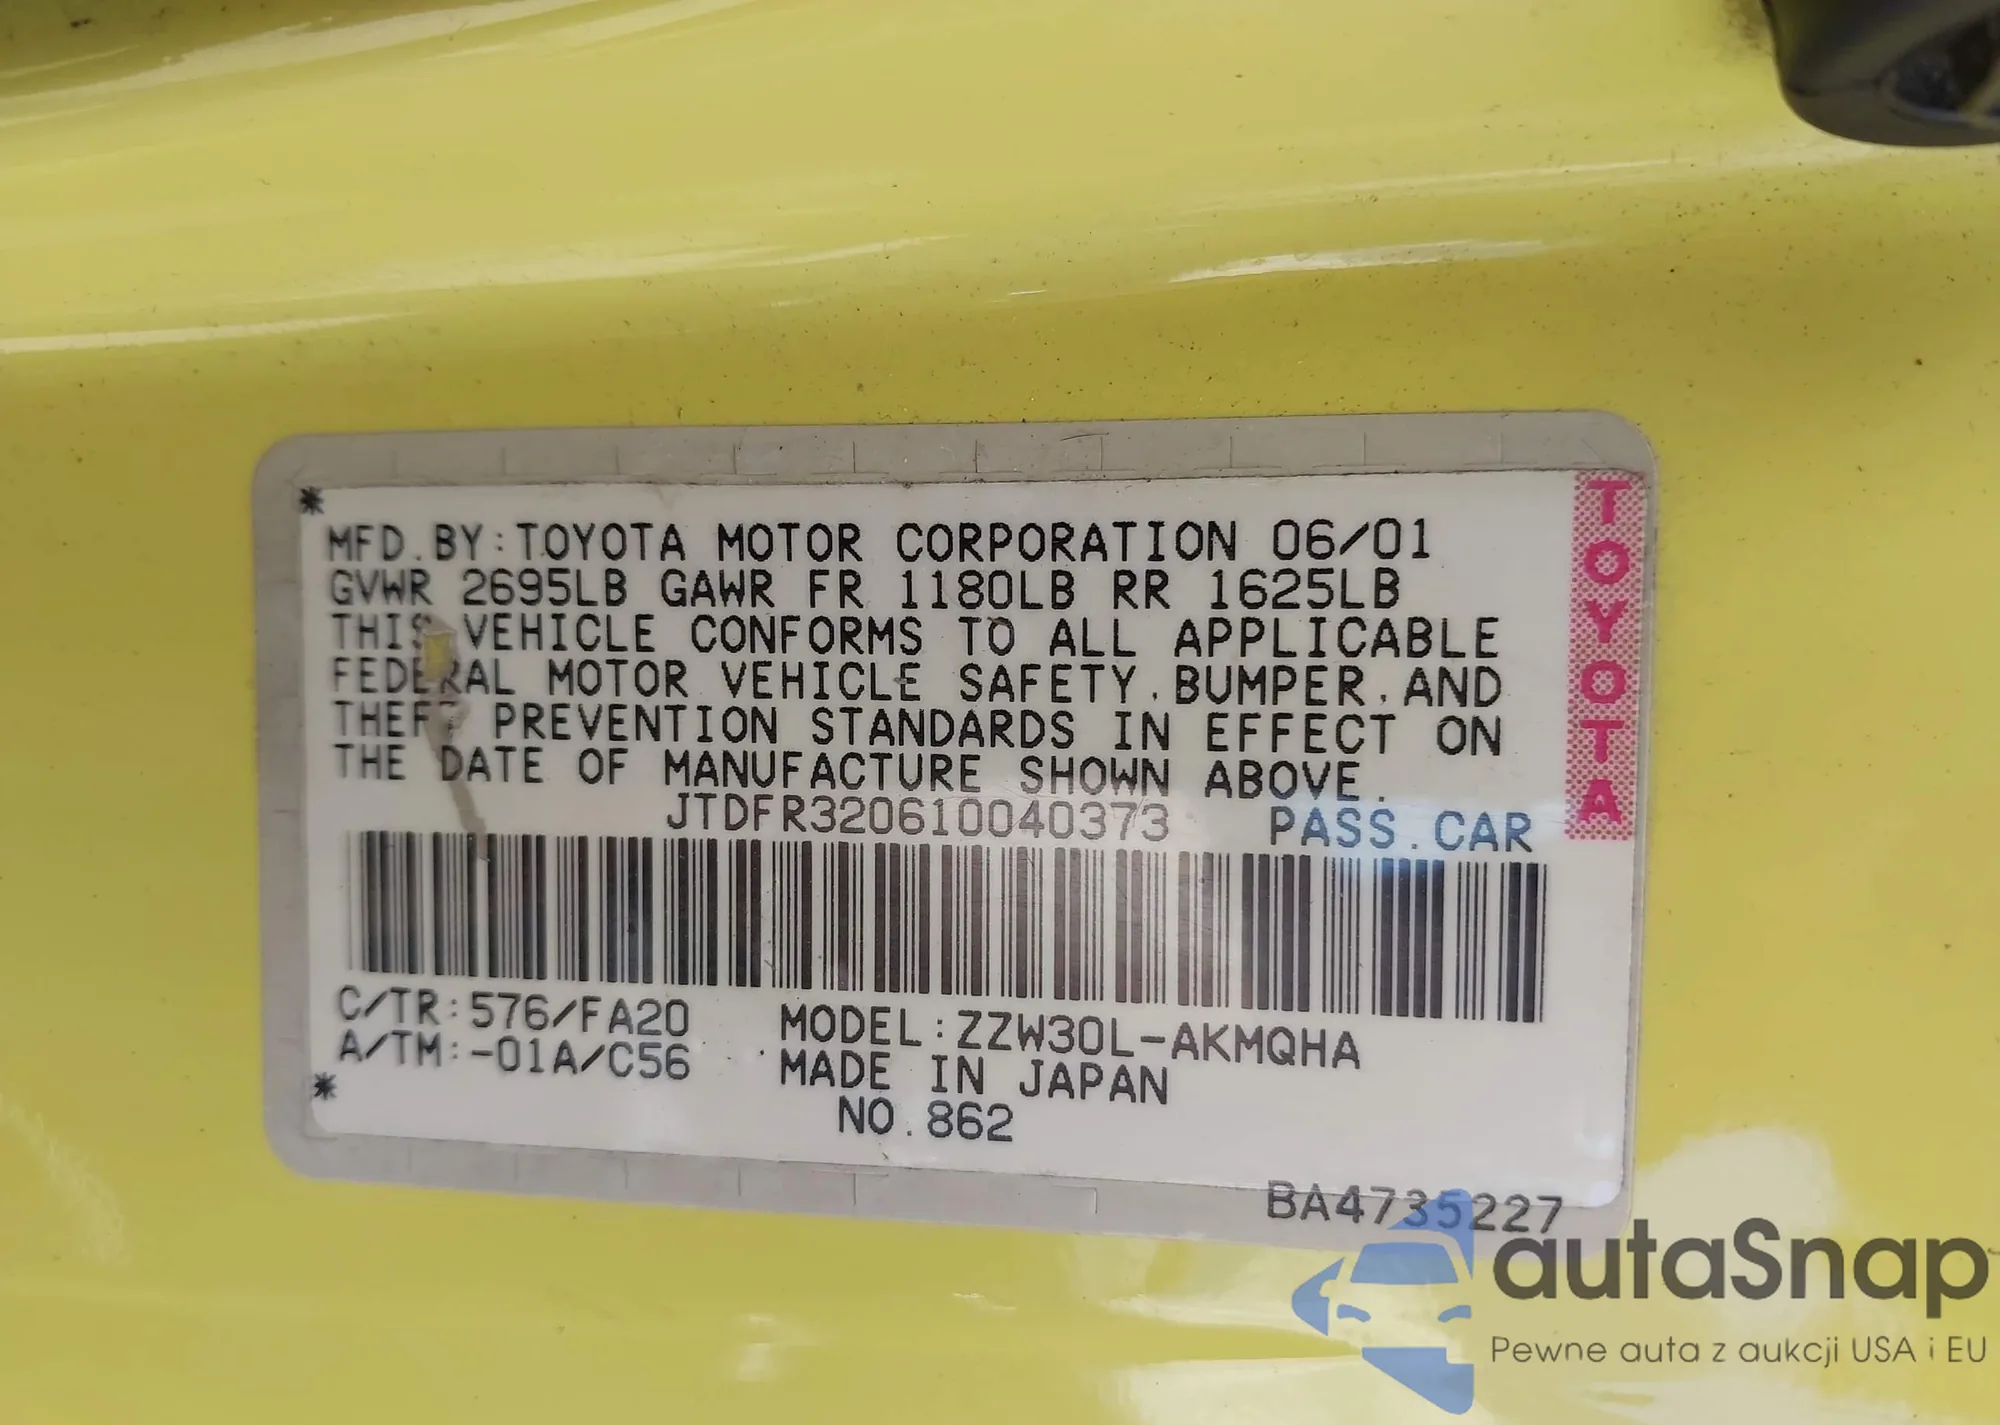 *
MFD.BY:TOYOTA MOTOR CORPORATION 06/01
GVWR 2695LB GAWR FR 1180LB RR 1625LB
THIS VEHICLE CONFORMS TO ALL APPLICABLE
FEDERAL MOTOR VEHICLE SAFETY,BUMPER,AND
THEFT PREVENTION STANDARDS IN EFFECT ON
THE DATE OF MANUFACTURE SHOWN ABOVE.
JTDFR320610040373 PASS.CAR
TOYOTA
C/TR:576/FA20 MODEL:ZZW30L-AKMQHA
A/TM:-01A/C56 MADE IN JAPAN
*
NO.862
BA4735227
autaSnap
Pewne auta z aukcji USA i EU